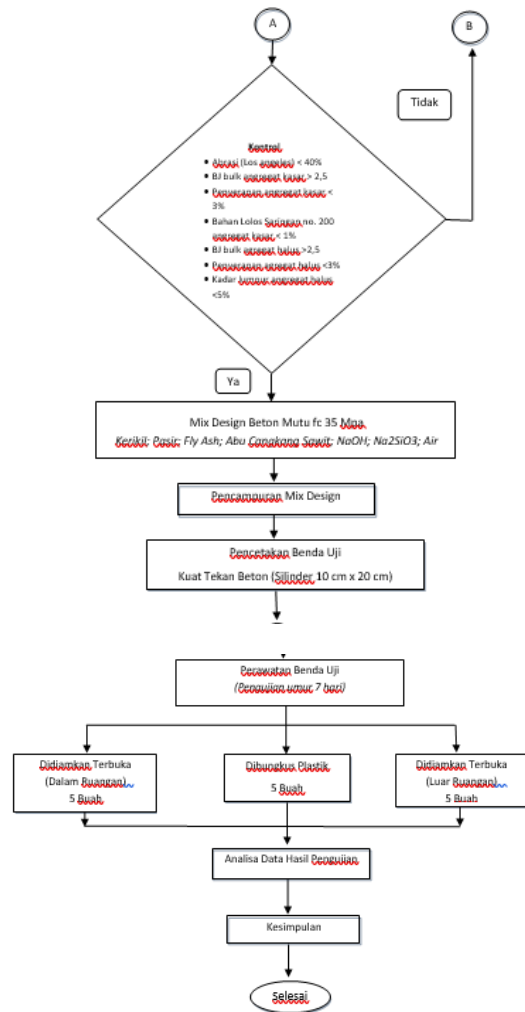 A
B
Tidak
Kontrol
• Abrasi (Los angeles) < 40%
• BJ bulk angregat kasar > 2,5
• Penyerapan angregat kasar <
3%
• Bahan Lolos Saringan no. 200
angregat kasar < 1%
• BJ bulk agregat halus >2,5
• Penyerapan agregat halus <3%
• Kadar lumpur angregat halus
<5%
Ya
Mix Design Beton Mutu fc 35 Mpa
Kerikil; Pasir; Fly Ash; Abu Cangkang Sawit; NaOH; Na2SiO3; Air
Pencampuran Mix Design
Pencetakan Benda Uji
Kuat Tekan Beton (Silinder 10 cm x 20 cm)
Perawatan Benda Uji
(Pengujian umur 7 hari)
Didiamkan Terbuka
(Dalam Ruangan)
5 Buah
Dibungkus Plastik
5 Buah
Didiamkan Terbuka
(Luar Ruangan)
5 Buah
Analisa Data Hasil Pengujian
Kesimpulan
Selesai